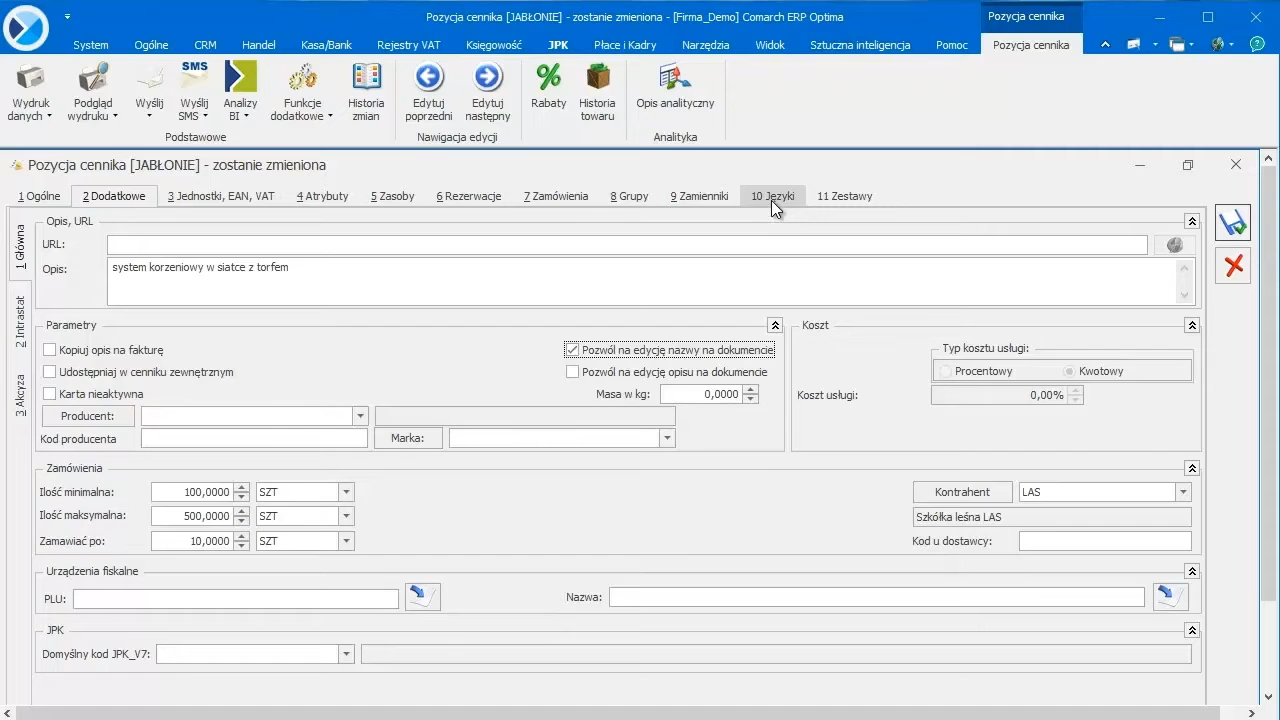 Pozycja cennika [JABŁONIE] - zostanie zmieniona - [Firma_Demo] Comarch ERP Optima
Pozycja cennika
System Ogólne CRM Handel Kasa/Bank Rejestry VAT Księgowość JPK Płace i Kadry Narzędzia Widok Sztuczna inteligencja Pomoc Pozycja cennika
SMS
Wydruk danych
Podgląd wydruku
Wyślij
Wyślij SMS
Analizy BI
Funkcje dodatkowe
Historia zmian
Edytuj poprzedni
Edytuj następny
Rabaty
Historia towaru
Opis analityczny
Podstawowe Nawigacja edycji Analityka
Pozycja cennika [JABŁONIE] - zostanie zmieniona
1 Ogólne 2 Dodatkowe 3 Jednostki, EAN, VAT 4 Atrybuty 5 Zasoby 6 Rezerwacje 7 Zamówienia 8 Grupy 9 Zamienniki 10 Języki 11 Zestawy
1 Główna
2 Intrastat
3 Akcyza
Opis, URL
URL:
Opis: system korzeniowy w siatce z torfem
Parametry
Kopiuj opis na fakturę Pozwól na edycję nazwy na dokumencie
Udostępniaj w cenniku zewnętrznym Pozwól na edycję opisu na dokumencie
Karta nieaktywna Masa w kg: 0,0000
Producent:
Kod producenta Marka:
Koszt
Typ kosztu usługi:
Procentowy Kwotowy
Koszt usługi: 0,00%
Zamówienia
Ilość minimalna: 100,0000 SZT Kontrahent LAS
Ilość maksymalna: 500,0000 SZT Szkółka leśna LAS
Zamawiać po: 10,0000 SZT Kod u dostawcy:
Urządzenia fiskalne
PLU: Nazwa:
JPK
Domyślny kod JPK_V7: